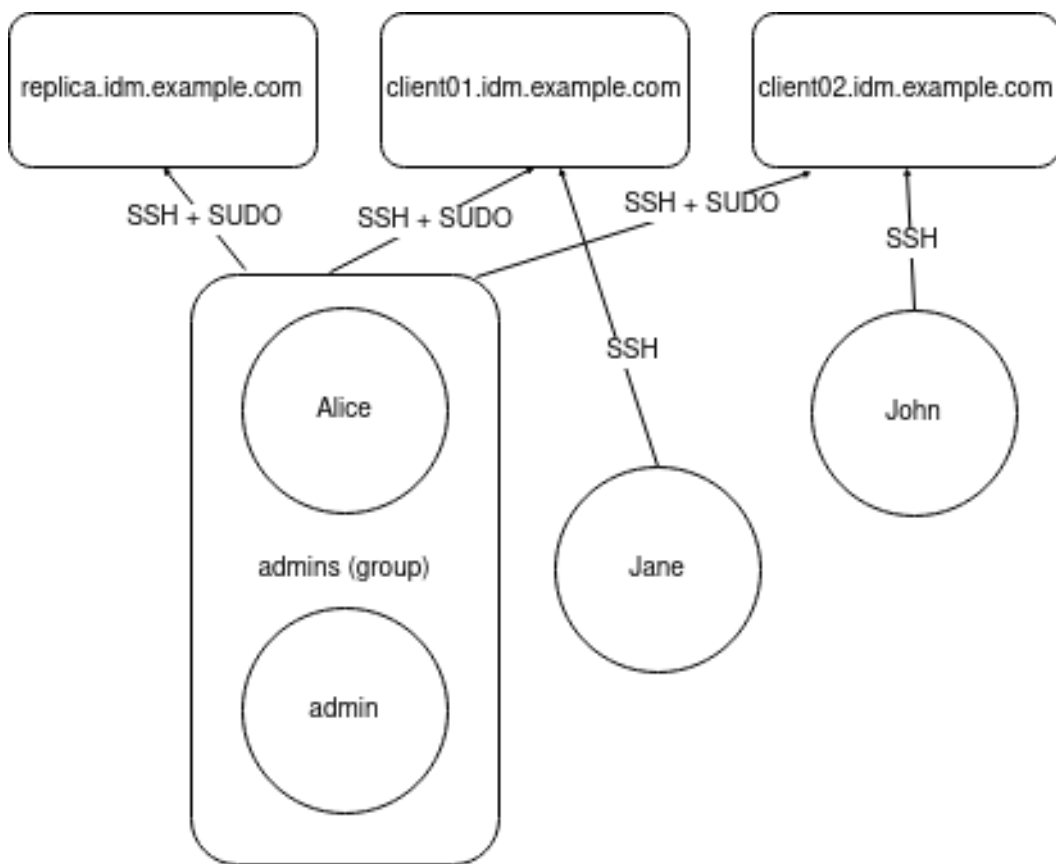 replica.idm.example.com
client01.idm.example.com
client02.idm.example.com
SSH + SUDO
SSH + SUDO
SSH + SUDO
SSH
SSH
Alice
John
admins (group)
Jane
admin